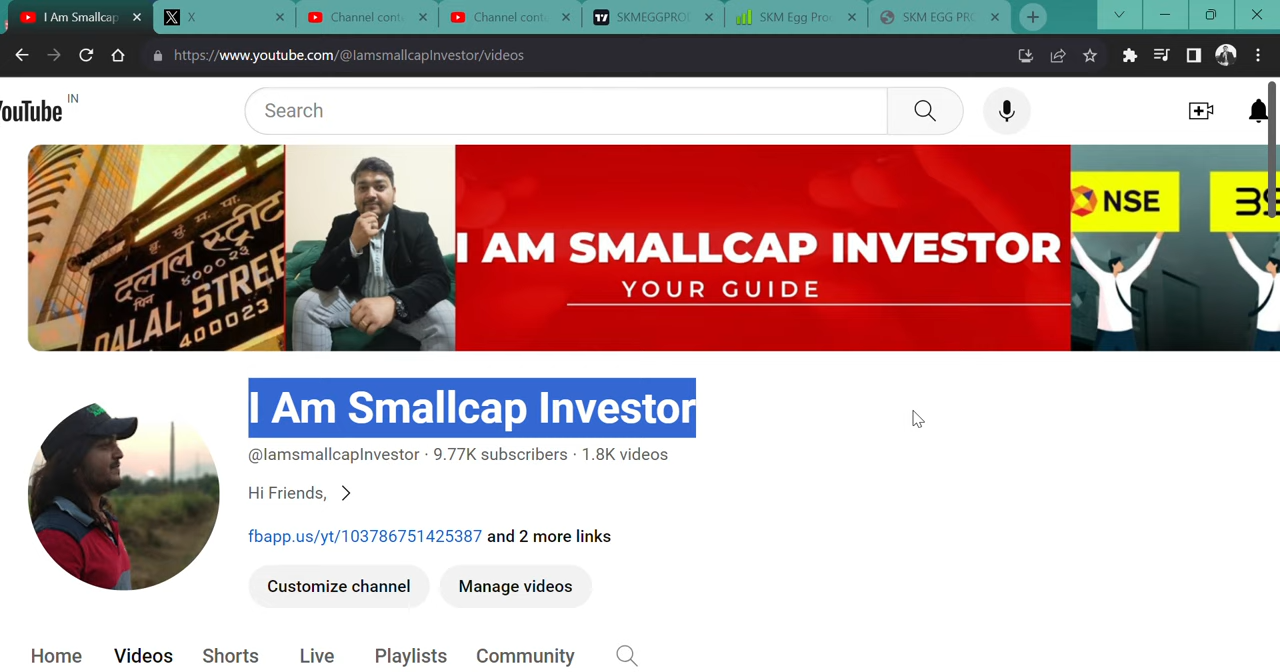 I Am Smallcap
X
Channel cont
Channel cont
SKMEGGPROD
SKM Egg Prod
SKM EGG PRO
https://www.youtube.com/@IamsmallcapInvestor/videos
YouTube IN
Search
म. पा.
दलाल स्ट्रीट
पिन ४०००२३
DALAL STREE
400023
I AM SMALLCAP INVESTOR
YOUR GUIDE
NSE
I Am Smallcap Investor
@IamsmallcapInvestor · 9.77K subscribers · 1.8K videos
Hi Friends,
fbapp.us/yt/103786751425387 and 2 more links
Customize channel
Manage videos
Home
Videos
Shorts
Live
Playlists
Community